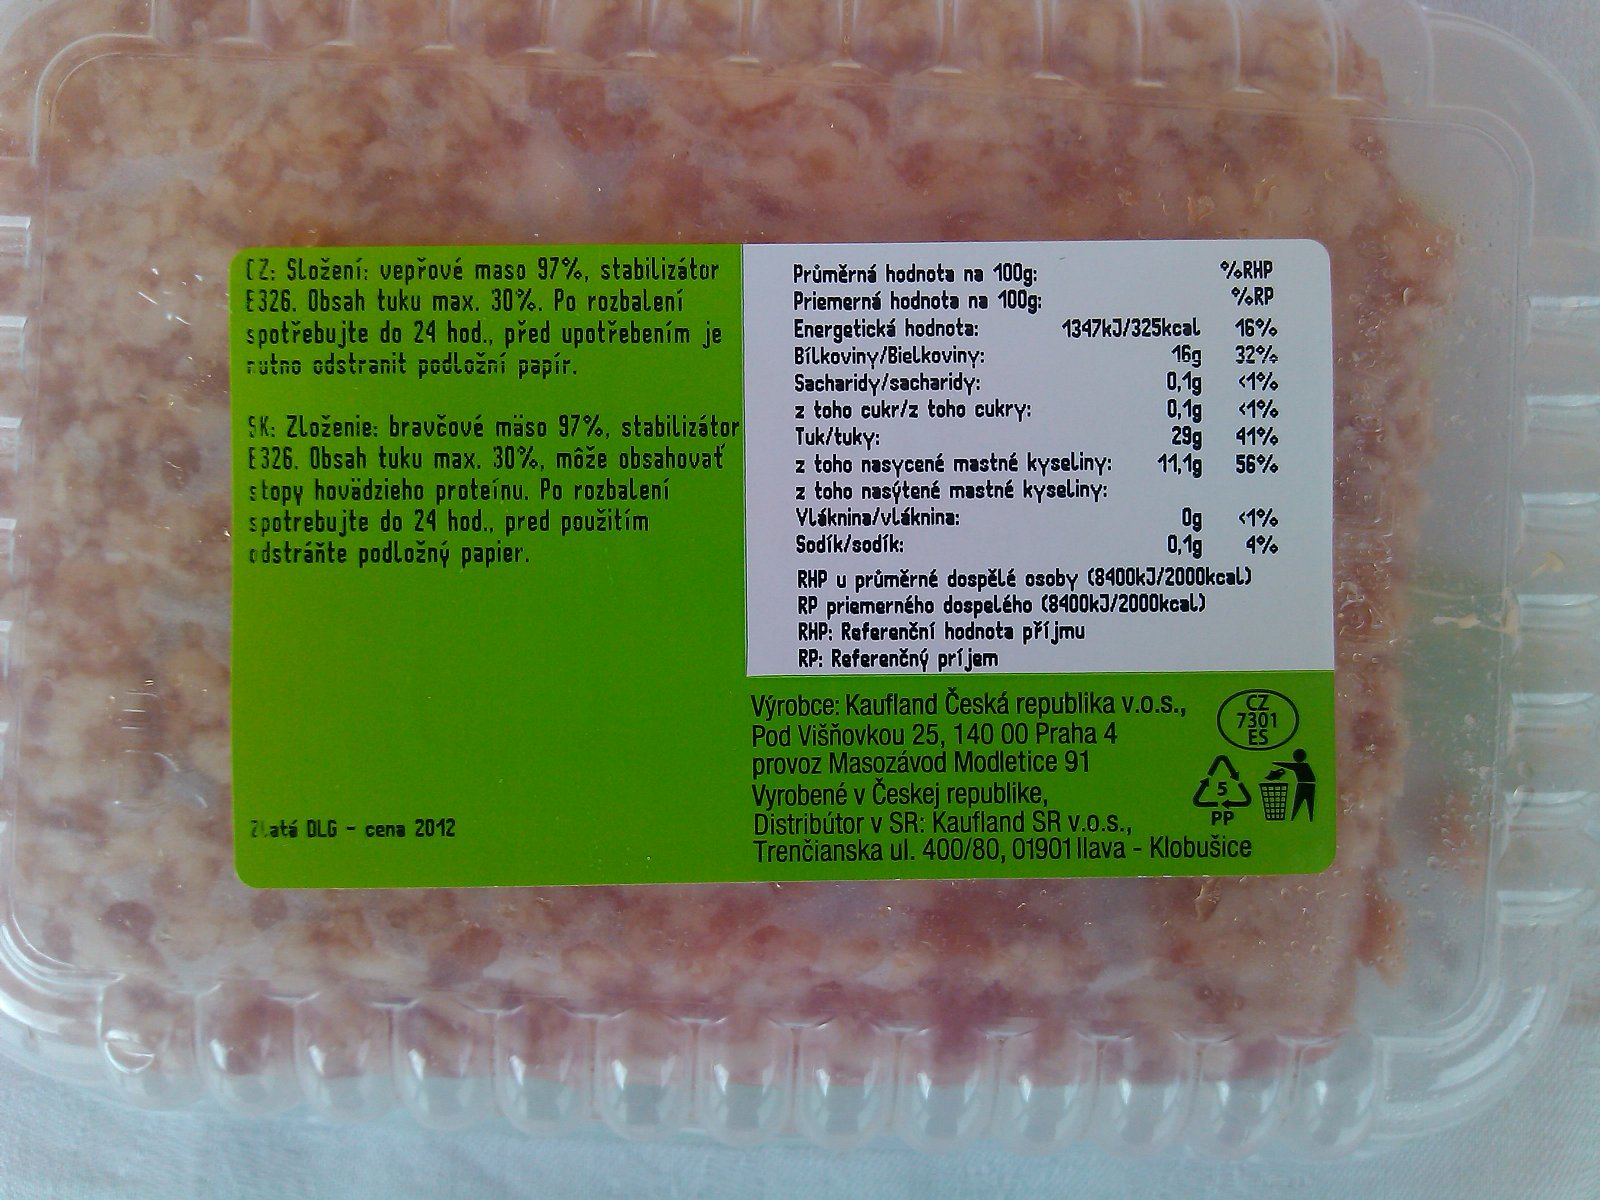 CZ: Složení: vepřové maso 97%, stabilizátor
E326. Obsah tuku max. 30%. Po rozbalení
spotřebujte do 24 hod., před upotřebením je
nutno odstranit podložní papír.
SK: Zloženie: bravčové mäso 97%, stabilizátor
E326. Obsah tuku max. 30%, môže obsahovať
stopy hovädzieho proteínu. Po rozbalení
spotrebujte do 24 hod., pred použitím
odstráňte podložný papier.
Zlatá DLG - cena 2012
Průměrná hodnota na 100g: %RHP
Priemerná hodnota na 100g: %RP
Energetická hodnota: 1347kJ/325kcal 16%
Bílkoviny/Bielkoviny: 16g 32%
Sacharidy/sacharidy: 0,1g <1%
z toho cukr/z toho cukry: 0,1g <1%
Tuk/tuky: 29g 41%
z toho nasycené mastné kyseliny: 11,1g 56%
z toho nasýtené mastné kyseliny:
Vláknina/vláknina: 0g <1%
Sodík/sodík: 0,1g 4%
RHP u průměrné dospělé osoby (8400kJ/2000kcal)
RP priemerného dospelého (8400kJ/2000kcal)
RHP: Referenční hodnota příjmu
RP: Referenčný príjem
Výrobce: Kaufland Česká republika v.o.s.,
Pod Višňovkou 25, 140 00 Praha 4
provoz Masozávod Modletice 91
Vyrobené v Českej republike,
Distribútor v SR: Kaufland SR v.o.s.,
Trenčianska ul. 400/80, 01901 Ilava - Klobušice
CZ
7301
ES
5
PP